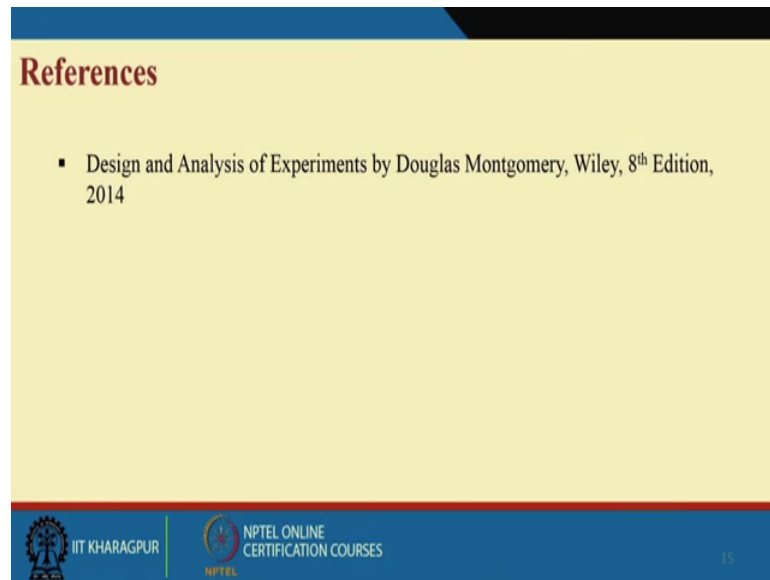 References
▪ Design and Analysis of Experiments by Douglas Montgomery, Wiley, 8th Edition,
2014
IIT KHARAGPUR
NPTEL
NPTEL ONLINE
CERTIFICATION COURSES
15